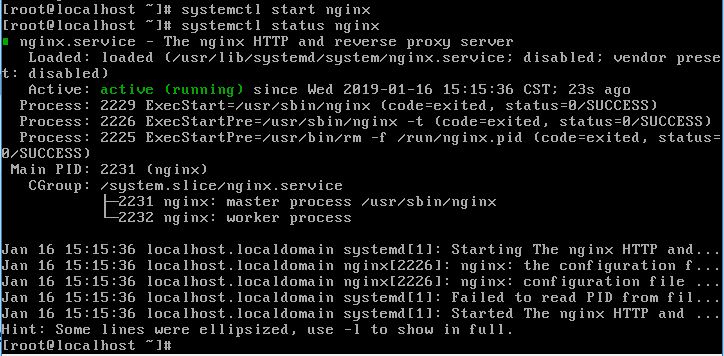 [root@localhost ~]# systemctl start nginx
[root@localhost ~]# systemctl status nginx
nginx.service - The nginx HTTP and reverse proxy server
Loaded: loaded (/usr/lib/systemd/system/nginx.service; disabled; vendor prese
t: disabled)
Active: active (running) since Wed 2019-01-16 15:15:36 CST; 23s ago
Process: 2229 ExecStart=/usr/sbin/nginx (code=exited, status=0/SUCCESS)
Process: 2226 ExecStartPre=/usr/sbin/nginx -t (code=exited, status=0/SUCCESS)
Process: 2225 ExecStartPre=/usr/bin/rm -f /run/nginx.pid (code=exited, status=
0/SUCCESS)
Main PID: 2231 (nginx)
CGroup: /system.slice/nginx.service
├─2231 nginx: master process /usr/sbin/nginx
└─2232 nginx: worker process
Jan 16 15:15:36 localhost.localdomain systemd[1]: Starting The nginx HTTP and...
Jan 16 15:15:36 localhost.localdomain nginx[2226]: nginx: the configuration f...
Jan 16 15:15:36 localhost.localdomain nginx[2226]: nginx: configuration file ...
Jan 16 15:15:36 localhost.localdomain systemd[1]: Failed to read PID from fil...
Jan 16 15:15:36 localhost.localdomain systemd[1]: Started The nginx HTTP and ...
Hint: Some lines were ellipsized, use -l to show in full.
[root@localhost ~]#